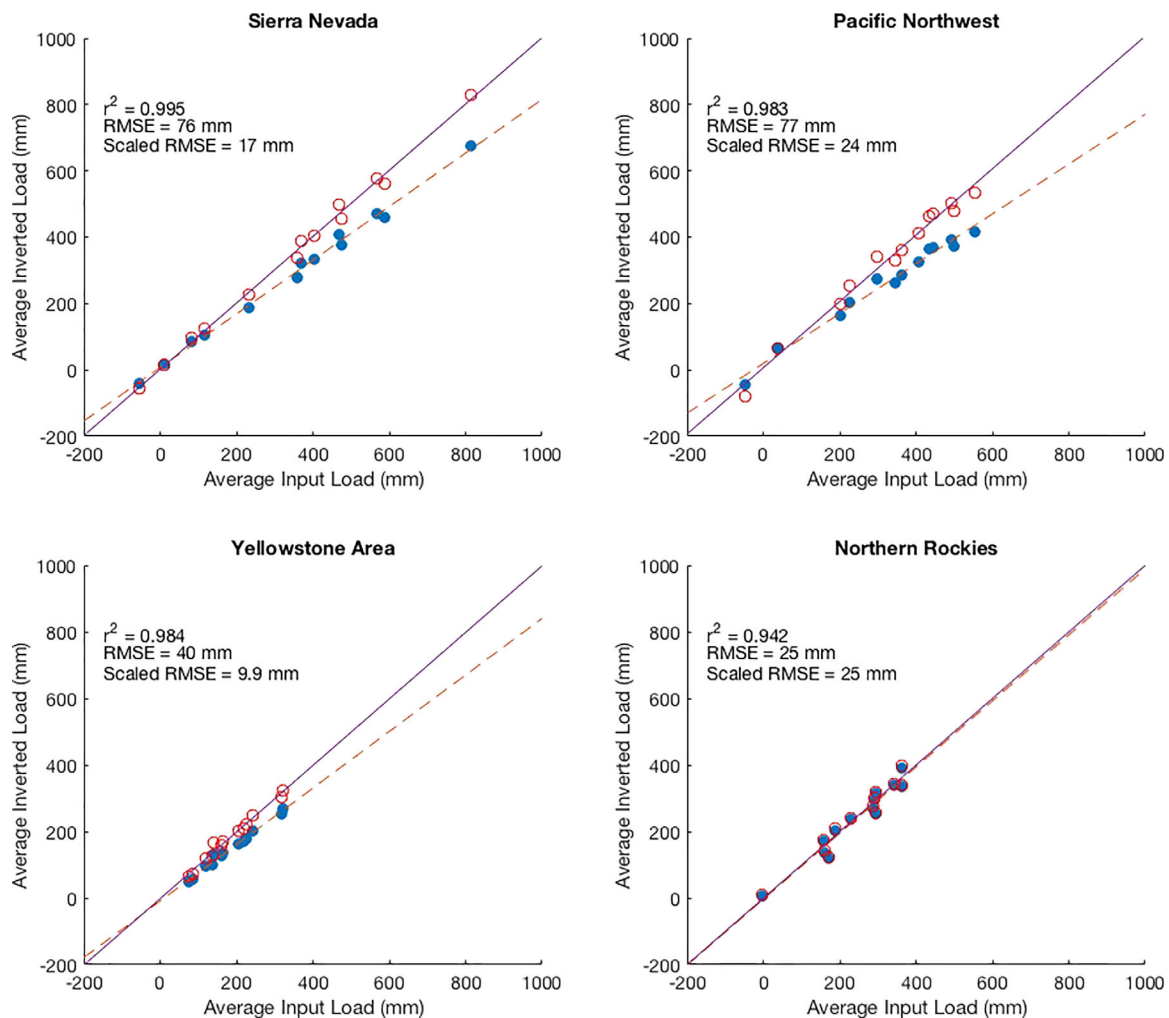 Sierra Nevada
1000
800
600
400
200
0
-200
Average Inverted Load (mm)
r² = 0.995
RMSE = 76 mm
Scaled RMSE = 17 mm
-200 0 200 400 600 800 1000
Average Input Load (mm)
Pacific Northwest
1000
800
600
400
200
0
-200
Average Inverted Load (mm)
r² = 0.983
RMSE = 77 mm
Scaled RMSE = 24 mm
-200 0 200 400 600 800 1000
Average Input Load (mm)
Yellowstone Area
1000
800
600
400
200
0
-200
Average Inverted Load (mm)
r² = 0.984
RMSE = 40 mm
Scaled RMSE = 9.9 mm
-200 0 200 400 600 800 1000
Average Input Load (mm)
Northern Rockies
1000
800
600
400
200
0
-200
Average Inverted Load (mm)
r² = 0.942
RMSE = 25 mm
Scaled RMSE = 25 mm
-200 0 200 400 600 800 1000
Average Input Load (mm)